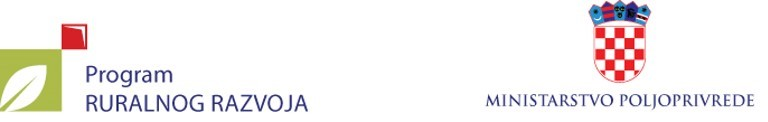 Program
RURALNOG RAZVOJA
MINISTARSTVO POLJOPRIVREDE